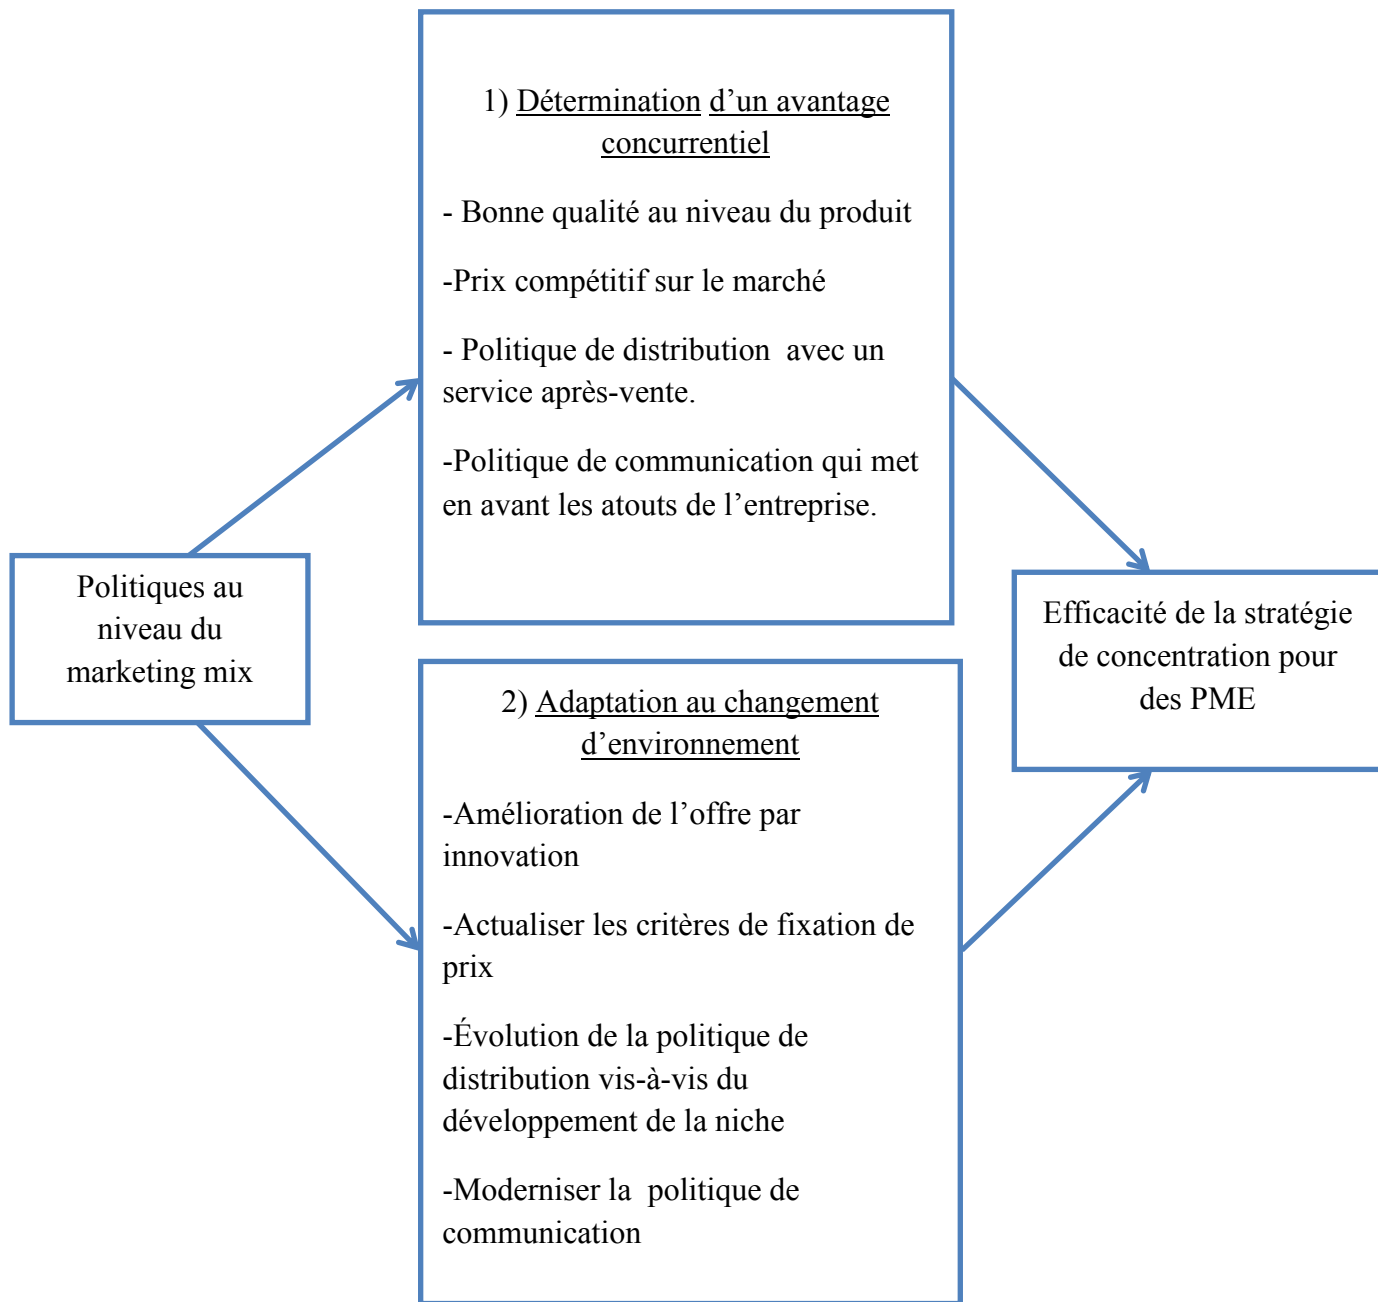 1) Détermination d’un avantage
concurrentiel
- Bonne qualité au niveau du produit
-Prix compétitif sur le marché
- Politique de distribution  avec un
service après-vente.
-Politique de communication qui met
en avant les atouts de l’entreprise.
Politiques au
niveau du
marketing mix
Efficacité de la stratégie
de concentration pour
des PME
2) Adaptation au changement
d’environnement
-Amélioration de l’offre par
innovation
-Actualiser les critères de fixation de
prix
-Évolution de la politique de
distribution vis-à-vis du
développement de la niche
-Moderniser la  politique de
communication